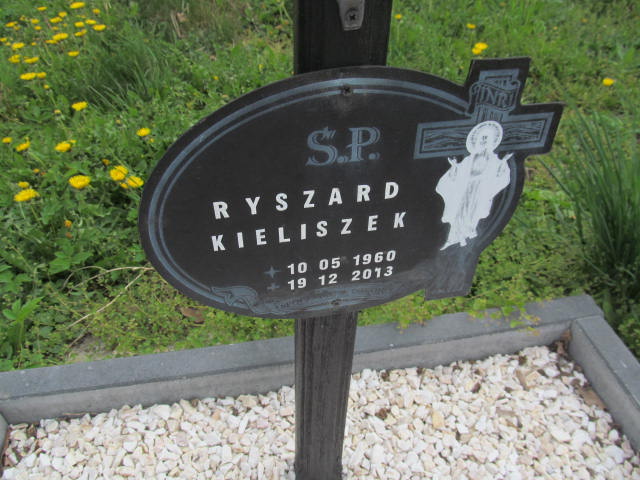 INRI
Ś.P.
RYSZARD
KIELISZEK
10 05 1960
19 12 2013